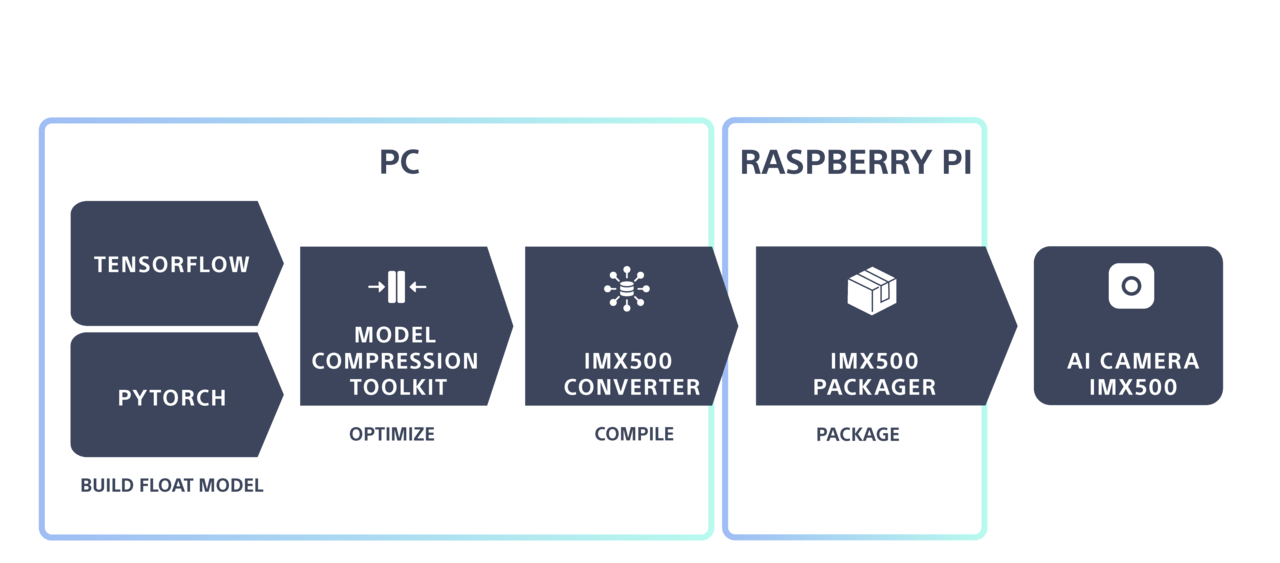 PC
RASPBERRY PI
TENSORFLOW
PYTORCH
BUILD FLOAT MODEL
MODEL
COMPRESSION
TOOLKIT
OPTIMIZE
IMX500
CONVERTER
COMPILE
IMX500
PACKAGER
PACKAGE
AI CAMERA
IMX500